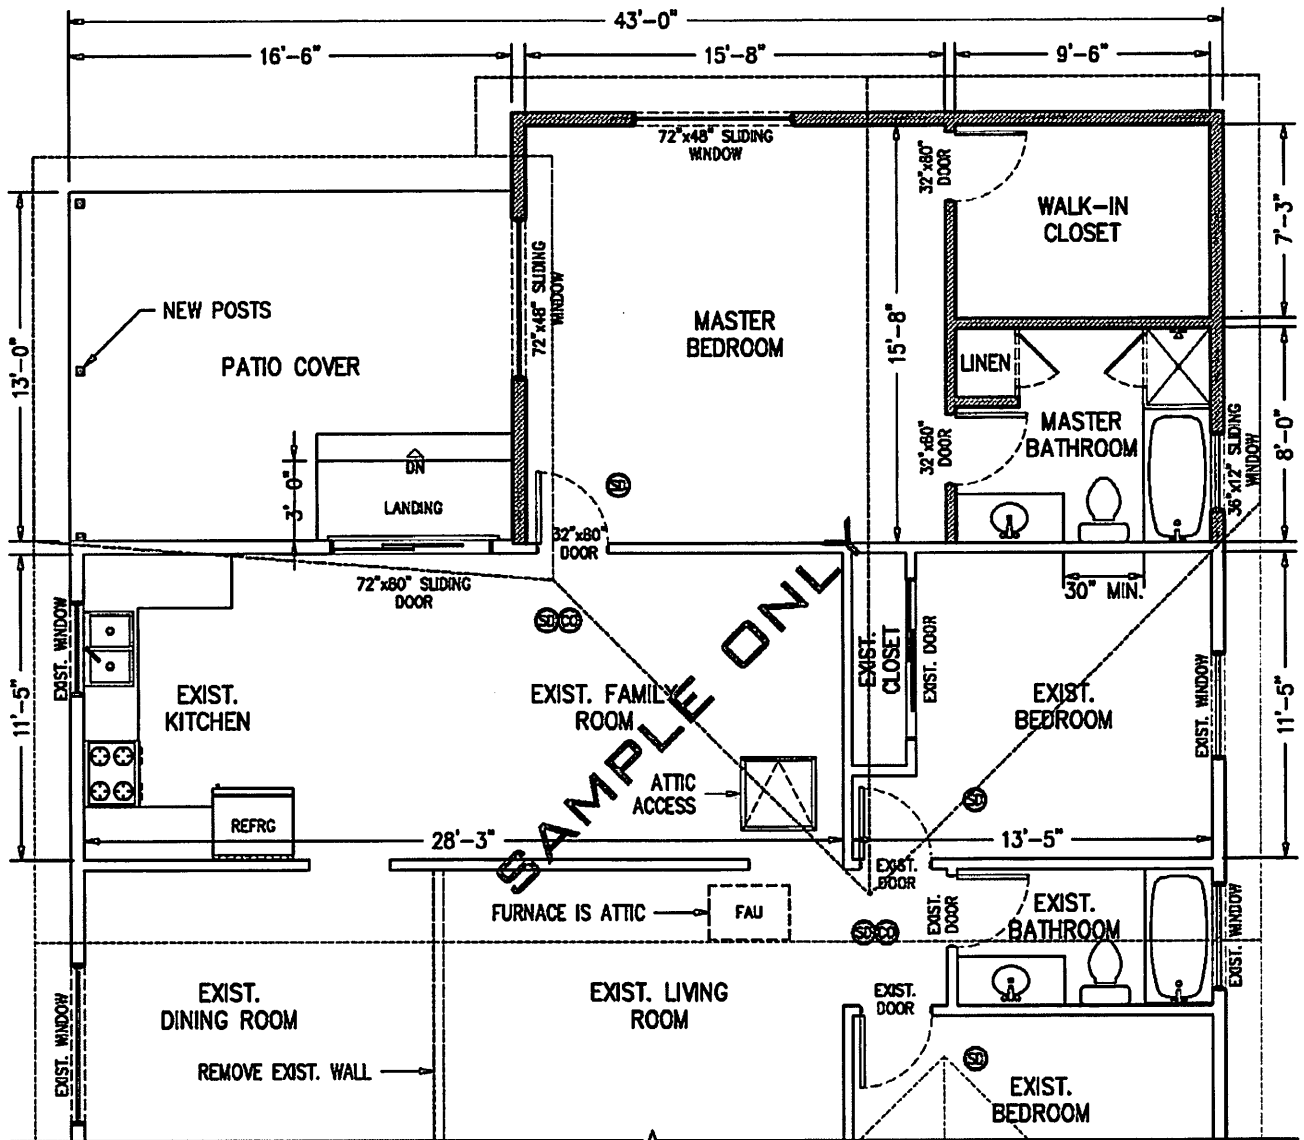 43'-0"
16'-6"
15'-8"
9'-6"
72"x48" SLIDING
WINDOW
32"x80"
DOOR
WALK-IN
CLOSET
7'-3"
13'-0"
NEW POSTS
PATIO COVER
72"x48" SLIDING
WINDOW
MASTER
BEDROOM
15'-8"
LINEN
MASTER
BATHROOM
32"x80"
DOOR
36"x12" SLIDING
WINDOW
8'-0"
3' 0"
DN
LANDING
SD
32"x80"
DOOR
72"x80" SLIDING
DOOR
30" MIN.
SD CO
11'-5"
EXIST. WINDOW
EXIST.
KITCHEN
EXIST. FAMILY
ROOM
EXIST.
CLOSET
EXIST. DOOR
EXIST.
BEDROOM
EXIST. WINDOW
11'-5"
SAMPLE ONL
ATTIC
ACCESS
SD
REFRG
28'-3"
13'-5"
EXIST.
DOOR
FURNACE IS ATTIC
FAU
EXIST.
DOOR
EXIST.
BATHROOM
EXIST. WINDOW
SD CO
EXIST.
DINING ROOM
EXIST. LIVING
ROOM
EXIST.
DOOR
EXIST. WINDOW
REMOVE EXIST. WALL
SD
EXIST.
BEDROOM